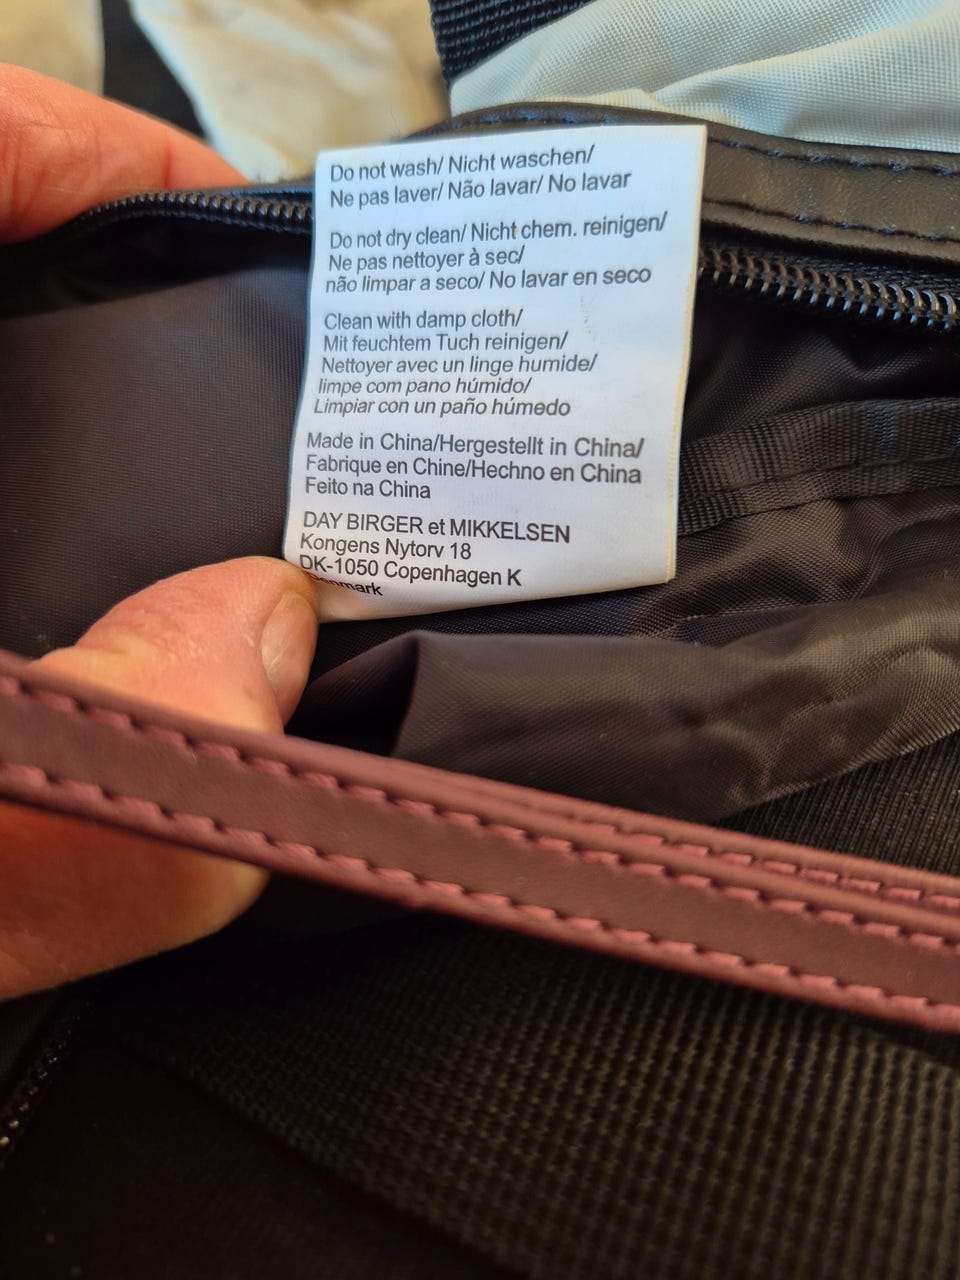 Do not wash/ Nicht waschen/
Ne pas laver/ Não lavar/ No lavar
Do not dry clean/ Nicht chem. reinigen/
Ne pas nettoyer à sec/
não limpar a seco/ No lavar en seco
Clean with damp cloth/
Mit feuchtem Tuch reinigen/
Nettoyer avec un linge humide/
limpe com pano húmido/
Limpiar con un paño húmedo
Made in China/Hergestellt in China/
Fabrique en Chine/Hechno en China
Feito na China
DAY BIRGER et MIKKELSEN
Kongens Nytorv 18
DK-1050 Copenhagen K
Denmark